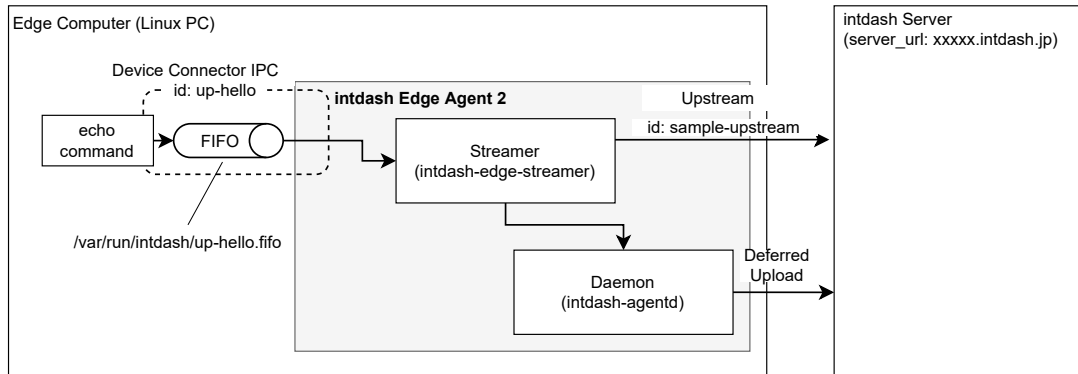 Edge Computer (Linux PC)
intdash Server
(server_url: xxxxx.intdash.jp)
Device Connector IPC
id: up-hello
intdash Edge Agent 2
Upstream
id: sample-upstream
echo
command
FIFO
Streamer
(intdash-edge-streamer)
/var/run/intdash/up-hello.fifo
Deferred
Upload
Daemon
(intdash-agentd)